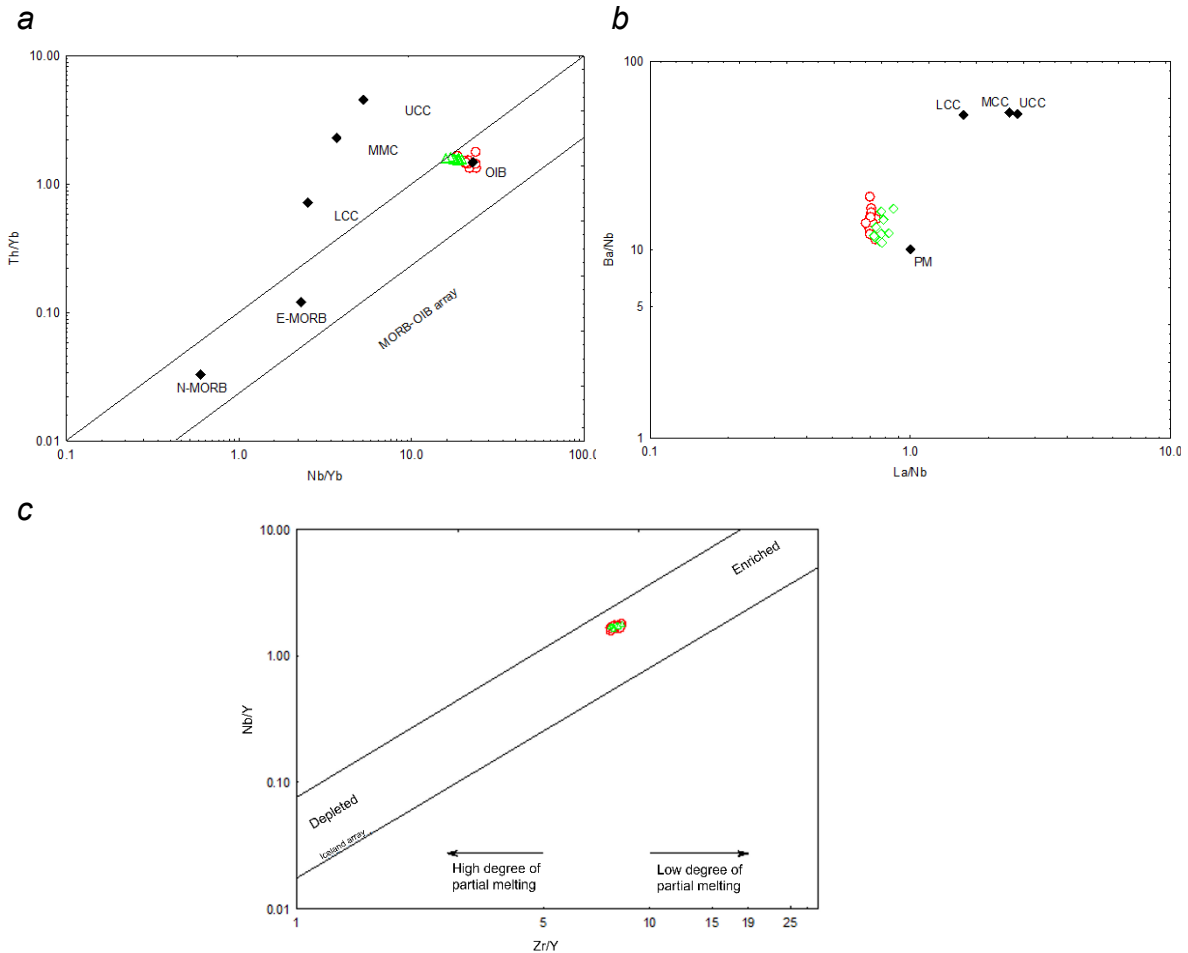 a
b
10.00
1.00
0.10
0.01
Th/Yb
UCC
MMC
OIB
LCC
E-MORB
MORB-OIB array
N-MORB
0.1
1.0
10.0
100.0
Nb/Yb
100
10
5
1
Ba/Nb
LCC
MCC
UCC
PM
0.1
1.0
10.0
La/Nb
c
10.00
1.00
0.10
0.01
Nb/Y
Enriched
Depleted
Iceland array
High degree of
partial melting
Low degree of
partial melting
1
5
10
15
19
25
Zr/Y